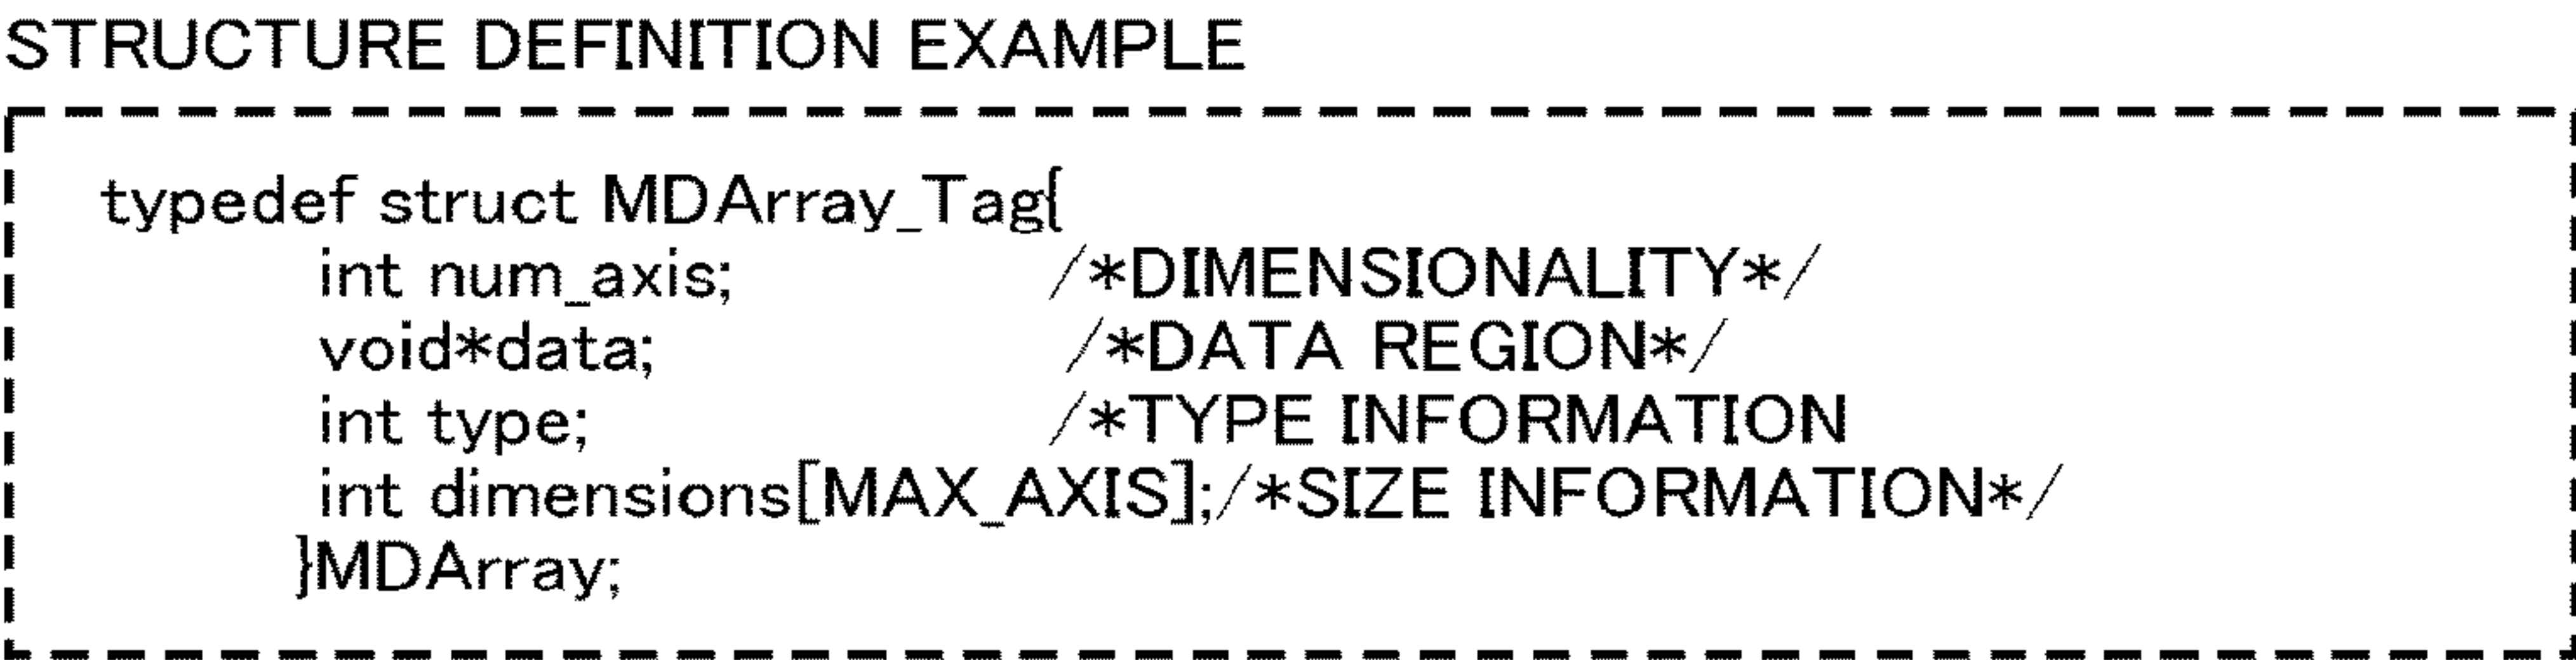 STRUCTURE DEFINITION EXAMPLE
typedef struct MDArray_Tag{
int num_axis; /*DIMENSIONALITY*/
void*data; /*DATA REGION*/
int type; /*TYPE INFORMATION
int dimensions[MAX_AXIS];/*SIZE INFORMATION*/
}MDArray;